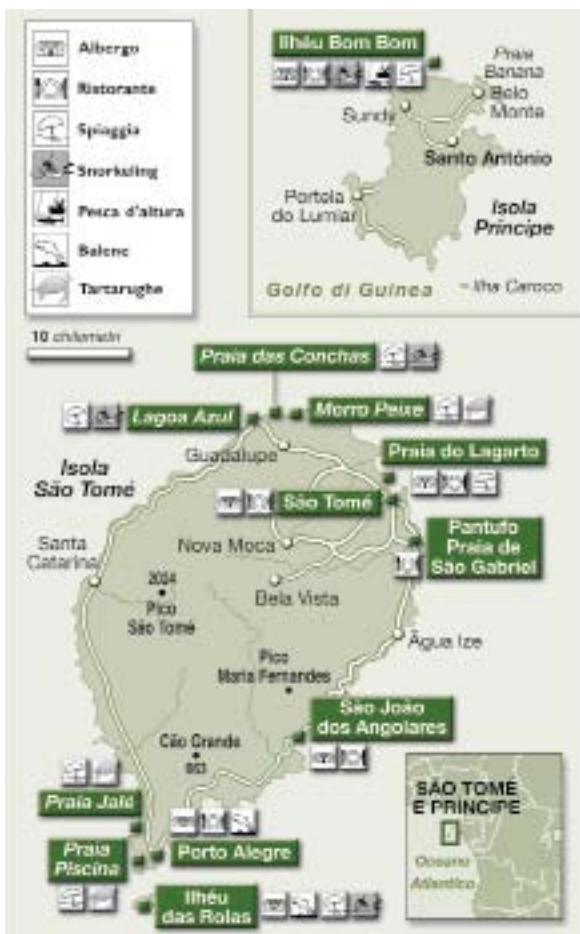 Albergo
Ristorante
Spiaggia
Snorkuling
Pesca d'altura
Balene
Tartarughe
10 chilometri
Ilhéu Bom Bom
Praia
Banana
Belo
Monte
Sundy
Santo António
Portela
do Lumiar
Isola
Principe
Golfo di Guinea
Ilha Caroco
Praia das Conchas
Lagoa Azul
Morro Peixe
Guadalupe
Praia do Lagarto
Isola
São Tomé
São Tomé
Pantufo
Praia de
São Gabriel
Santa
Catarina
Nova Moca
2024
Pico
São Tomé
Bela Vista
Água Ize
Pico
Maria Fernandes
São João
dos Angolares
Cão Grande
663
Praia Jalé
Praia
Piscina
Porto Alegre
Ilhéu
das Rolas
SÃO TOMÉ
E PRINCIPE
Oceano
Atlantico